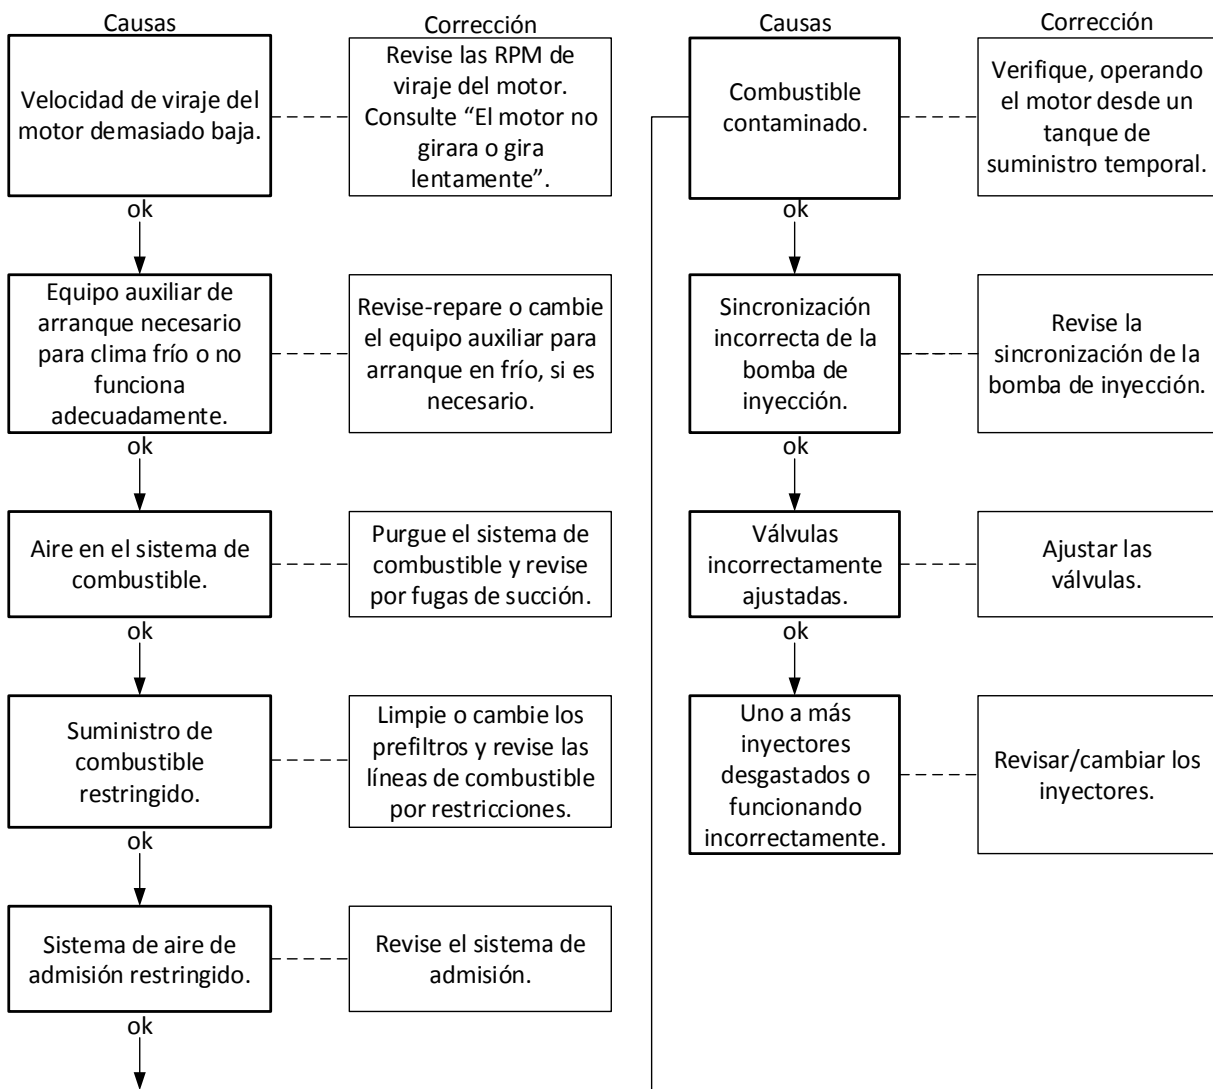 Causas
Corrección
Velocidad de viraje del
motor demasiado baja.
Revise las RPM de
viraje del motor.
Consulte “El motor no
girara o gira
lentamente”.
ok
Equipo auxiliar de
arranque necesario
para clima frío o no
funciona
adecuadamente.
Revise-repare o cambie
el equipo auxiliar para
arranque en frío, si es
necesario.
ok
Aire en el sistema de
combustible.
Purgue el sistema de
combustible y revise
por fugas de succión.
ok
Suministro de
combustible
restringido.
Limpie o cambie los
prefiltros y revise las
líneas de combustible
por restricciones.
ok
Sistema de aire de
admisión restringido.
Revise el sistema de
admisión.
ok
Causas
Corrección
Combustible
contaminado.
Verifique, operando
el motor desde un
tanque de
suministro temporal.
ok
Sincronización
incorrecta de la
bomba de
inyección.
Revise la
sincronización de la
bomba de inyección.
ok
Válvulas
incorrectamente
ajustadas.
Ajustar las
válvulas.
ok
Uno a más
inyectores
desgastados o
funcionando
incorrectamente.
Revisar/cambiar los
inyectores.